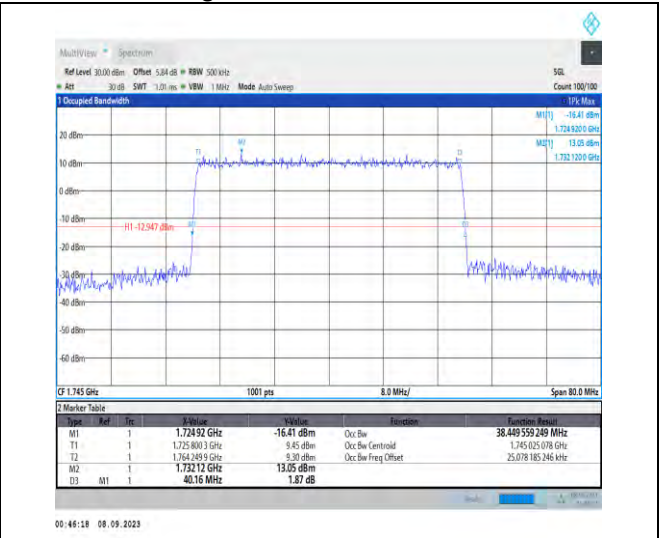 MultiView Spectrum
Ref Level 30.00 dBm Offset 5.84 dB RBW 500 kHz SGL
Att 30 dB SWT 1.01 ms VBW 1 MHz Mode Auto Sweep Count 100/100
1 Occupied Bandwidth 1Pk Max
M1[1] -16.41 dBm
1.724 920 0 GHz
M2[1] 13.05 dBm
1.732 120 0 GHz
20 dBm
M2
T1
10 dBm
0 dBm
-10 dBm
H1 -12.947 dBm
M1
-20 dBm
-30 dBm
-40 dBm
-50 dBm
-60 dBm
CF 1.745 GHz 1001 pts 8.0 MHz/ Span 80.0 MHz
2 Marker Table
Type Ref Trc X-Value Y-Value Function Function Result
M1 1 1.724 92 GHz -16.41 dBm Occ Bw 38.449 559 249 MHz
T1 1 1.725 800 3 GHz 9.45 dBm Occ Bw Centroid 1.745 025 078 GHz
T2 1 1.764 249 9 GHz 9.30 dBm Occ Bw Freq Offset 25.078 185 246 kHz
M2 1 1.732 12 GHz 13.05 dBm
D3 M1 1 40.16 MHz 1.87 dB
00:46:18 08.09.2023